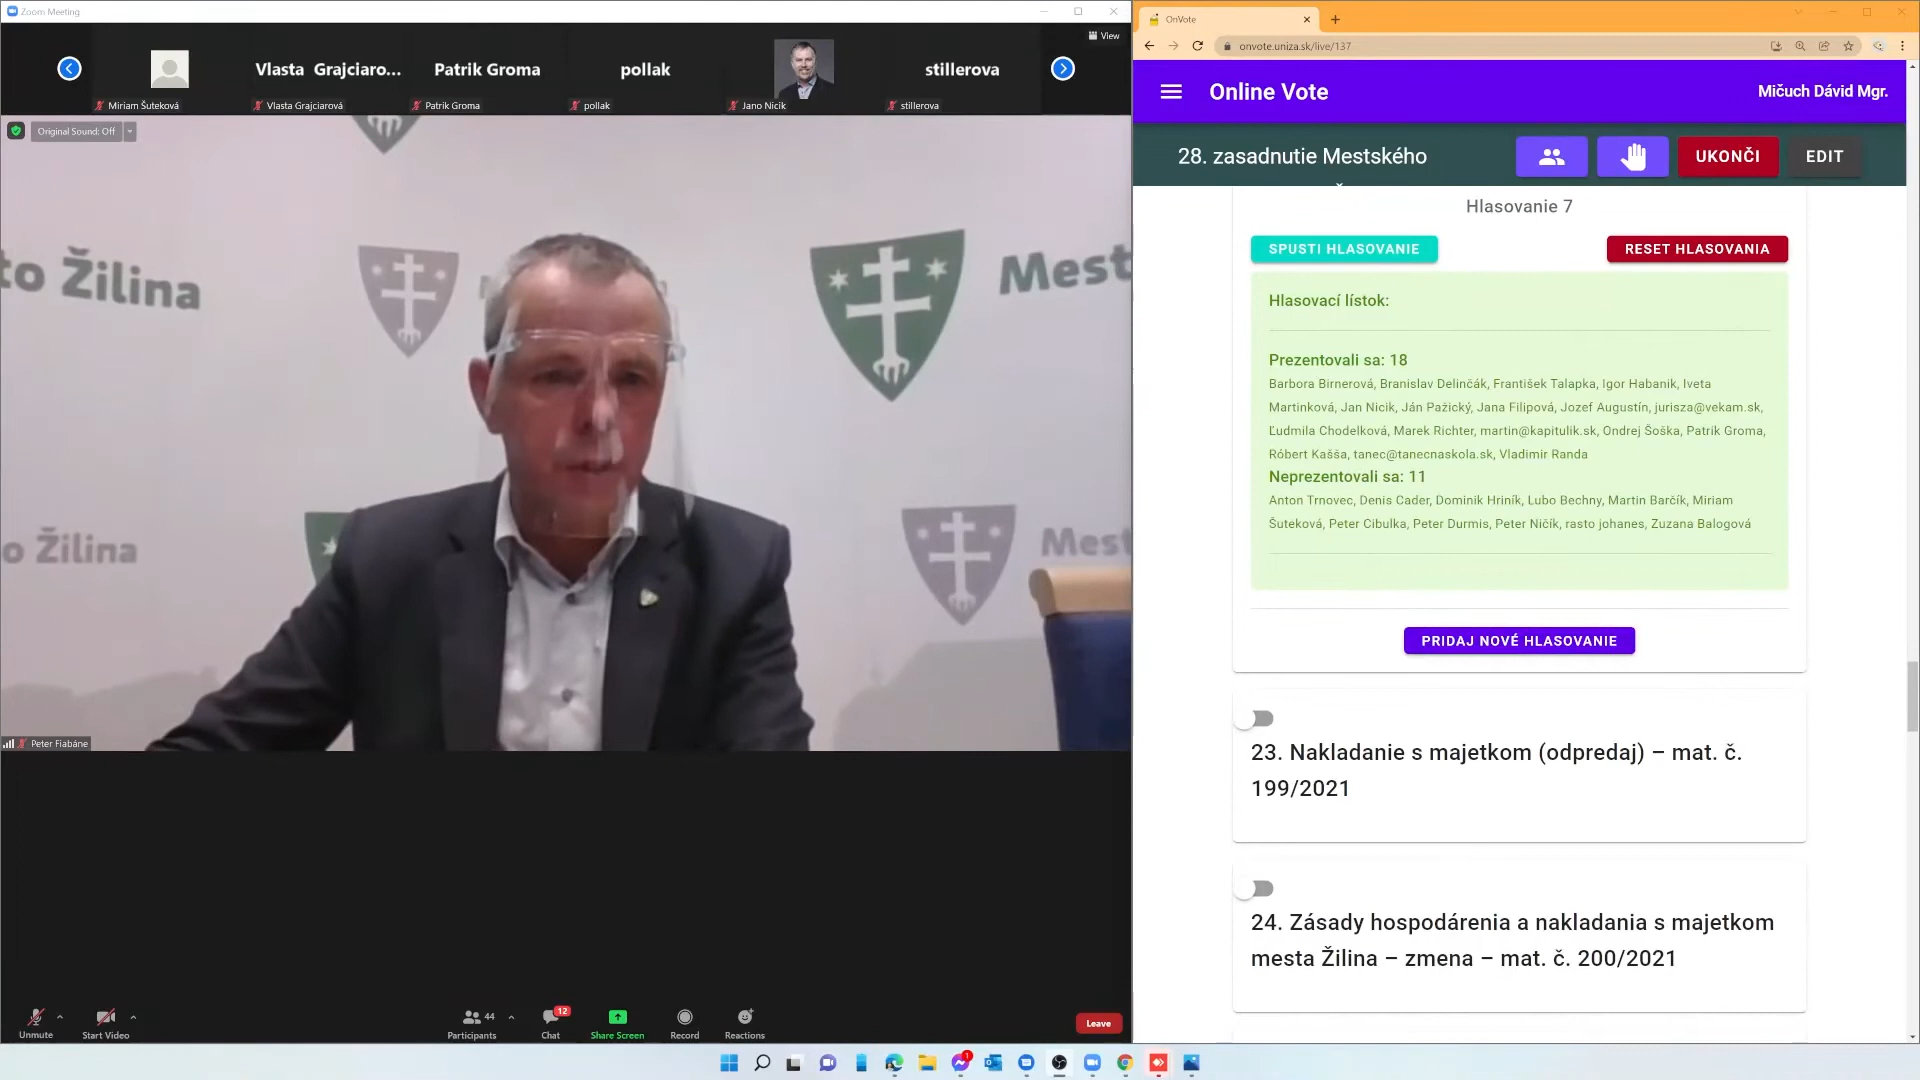 Zoom Meeting
View
Vlasta Grajciaro...
Patrik Groma
pollak
stillerova
Miriam Šuteková
Vlasta Grajciarová
Patrik Groma
pollak
Jano Nicík
stillerova
Original Sound: Off
to Žilina
Mest
o Žilina
Mest
Peter Fiabáne
Unmute
Start Video
44
Participants
12
Chat
Share Screen
Record
Reactions
Leave
OnVote
onvote.uniza.sk/live/137
Online Vote
Mičuch Dávid Mgr.
28. zasadnutie Mestského
UKONČI
EDIT
Hlasovanie 7
SPUSTI HLASOVANIE
RESET HLASOVANIA
Hlasovací lístok:
Prezentovali sa: 18
Barbora Birnerová, Branislav Delinčák, František Talapka, Igor Habanik, Iveta
Martinková, Jan Nicik, Ján Pažický, Jana Filipová, Jozef Augustín, jurisza@vekam.sk,
Ľudmila Chodelková, Marek Richter, martin@kapitulik.sk, Ondrej Šoška, Patrik Groma,
Róbert Kašša, tanec@tanecnaskola.sk, Vladimir Randa
Neprezentovali sa: 11
Anton Trnovec, Denis Cader, Dominik Hriník, Lubo Bechny, Martin Barčík, Miriam
Šuteková, Peter Cibulka, Peter Durmis, Peter Ničík, rasto johanes, Zuzana Balogová
PRIDAJ NOVÉ HLASOVANIE
23. Nakladanie s majetkom (odpredaj) – mat. č.
199/2021
24. Zásady hospodárenia a nakladania s majetkom
mesta Žilina – zmena – mat. č. 200/2021
1